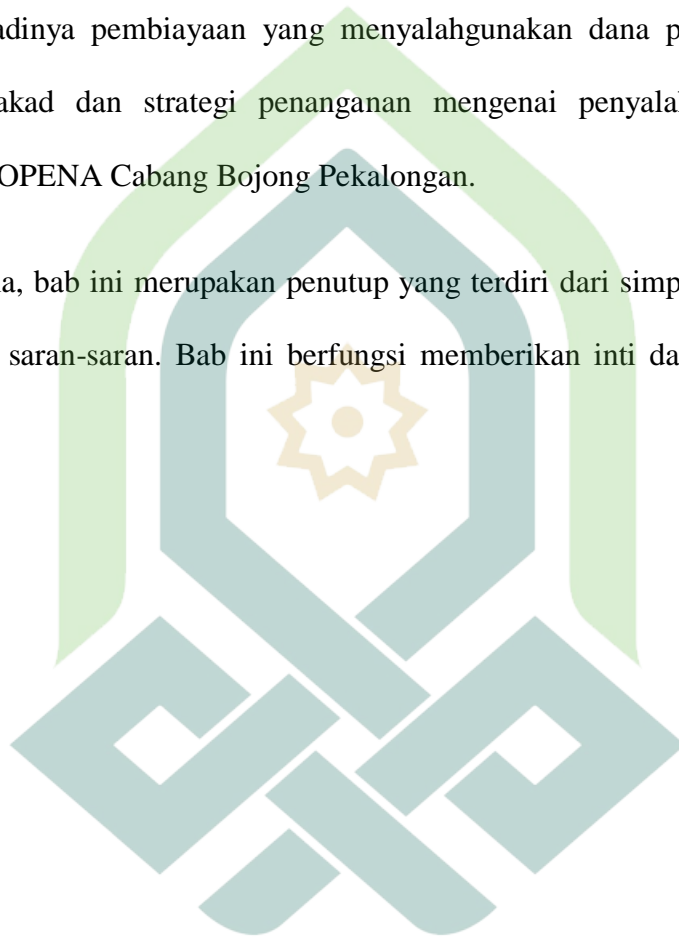 adinya pembiayaan yang menyalahgunakan dana p
akad dan strategi penanganan mengenai penyalah
OPENA Cabang Bojong Pekalongan.
a, bab ini merupakan penutup yang terdiri dari simp
saran-saran. Bab ini berfungsi memberikan inti da